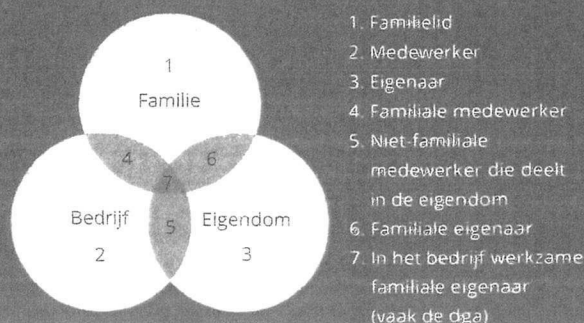 1
Familie
4
6
7
Bedrijf
5
Eigendom
2
3
1. Familielid
2. Medewerker
3. Eigenaar
4. Familiale medewerker
5. Niet-familiale
medewerker die deelt
in de eigendom
6. Familiale eigenaar
7. In het bedrijf werkzame
familiale eigenaar
(vaak de dga)